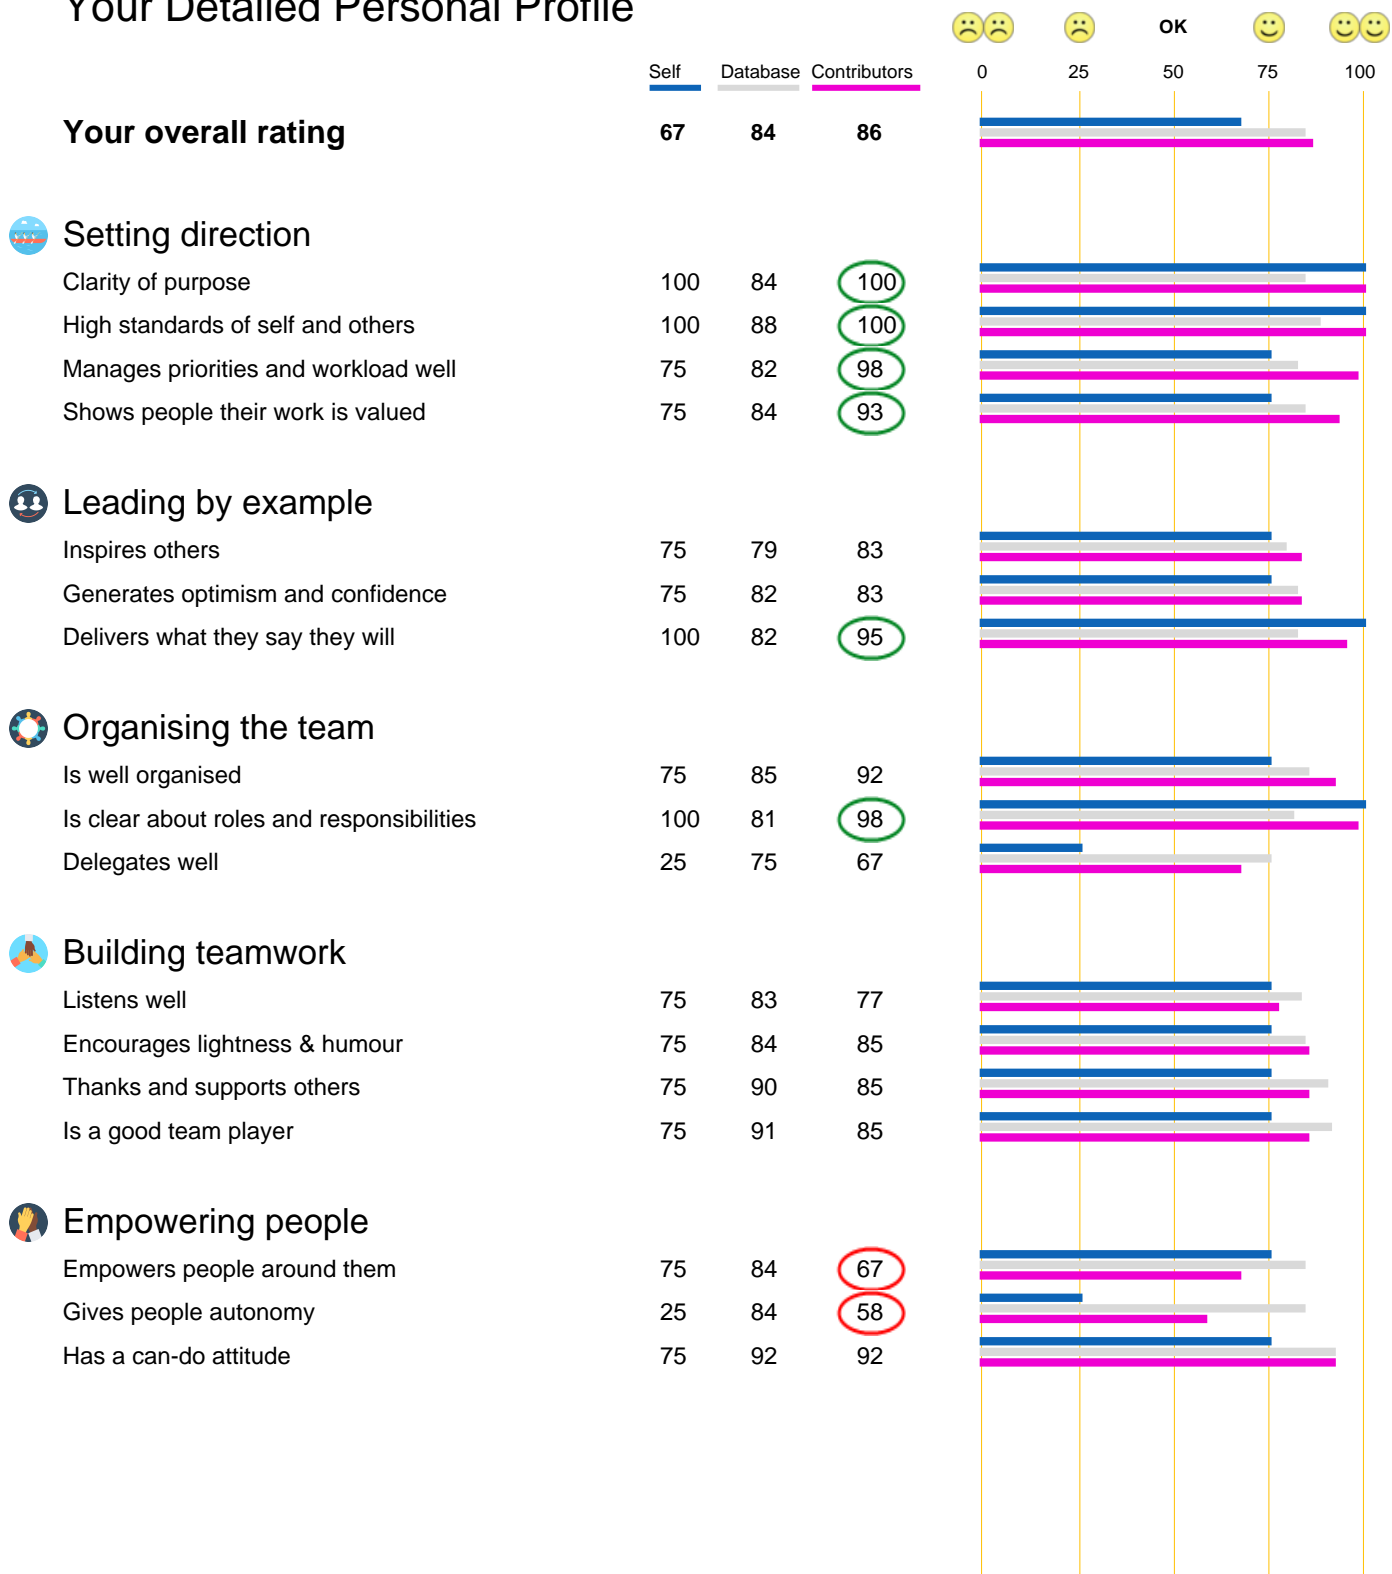 Your Detailed Personal Profile
OK
Self Database Contributors 0 25 50 75 100
Your overall rating 67 84 86
Setting direction
Clarity of purpose 100 84 100
High standards of self and others 100 88 100
Manages priorities and workload well 75 82 98
Shows people their work is valued 75 84 93
Leading by example
Inspires others 75 79 83
Generates optimism and confidence 75 82 83
Delivers what they say they will 100 82 95
Organising the team
Is well organised 75 85 92
Is clear about roles and responsibilities 100 81 98
Delegates well 25 75 67
Building teamwork
Listens well 75 83 77
Encourages lightness & humour 75 84 85
Thanks and supports others 75 90 85
Is a good team player 75 91 85
Empowering people
Empowers people around them 75 84 67
Gives people autonomy 25 84 58
Has a can-do attitude 75 92 92